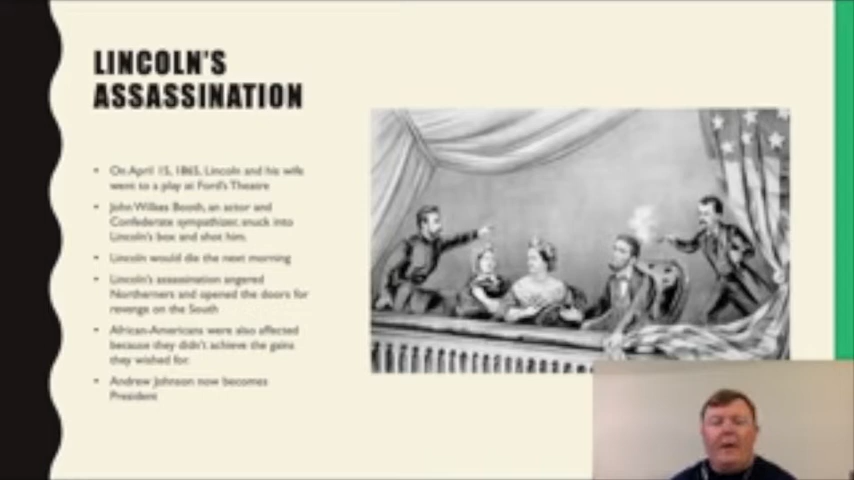 LINCOLN'S
ASSASSINATION
• On April 15, 1865, Lincoln and his wife
went to a play at Ford's Theatre
• John Wilkes Booth, an actor and
Confederate sympathizer, snuck into
Lincoln's box and shot him.
• Lincoln would die the next morning
• Lincoln's assassination angered
Northerners and opened the doors for
revenge on the South
• African-Americans were also affected
because they didn't achieve the gains
they wished for.
• Andrew Johnson now becomes
President